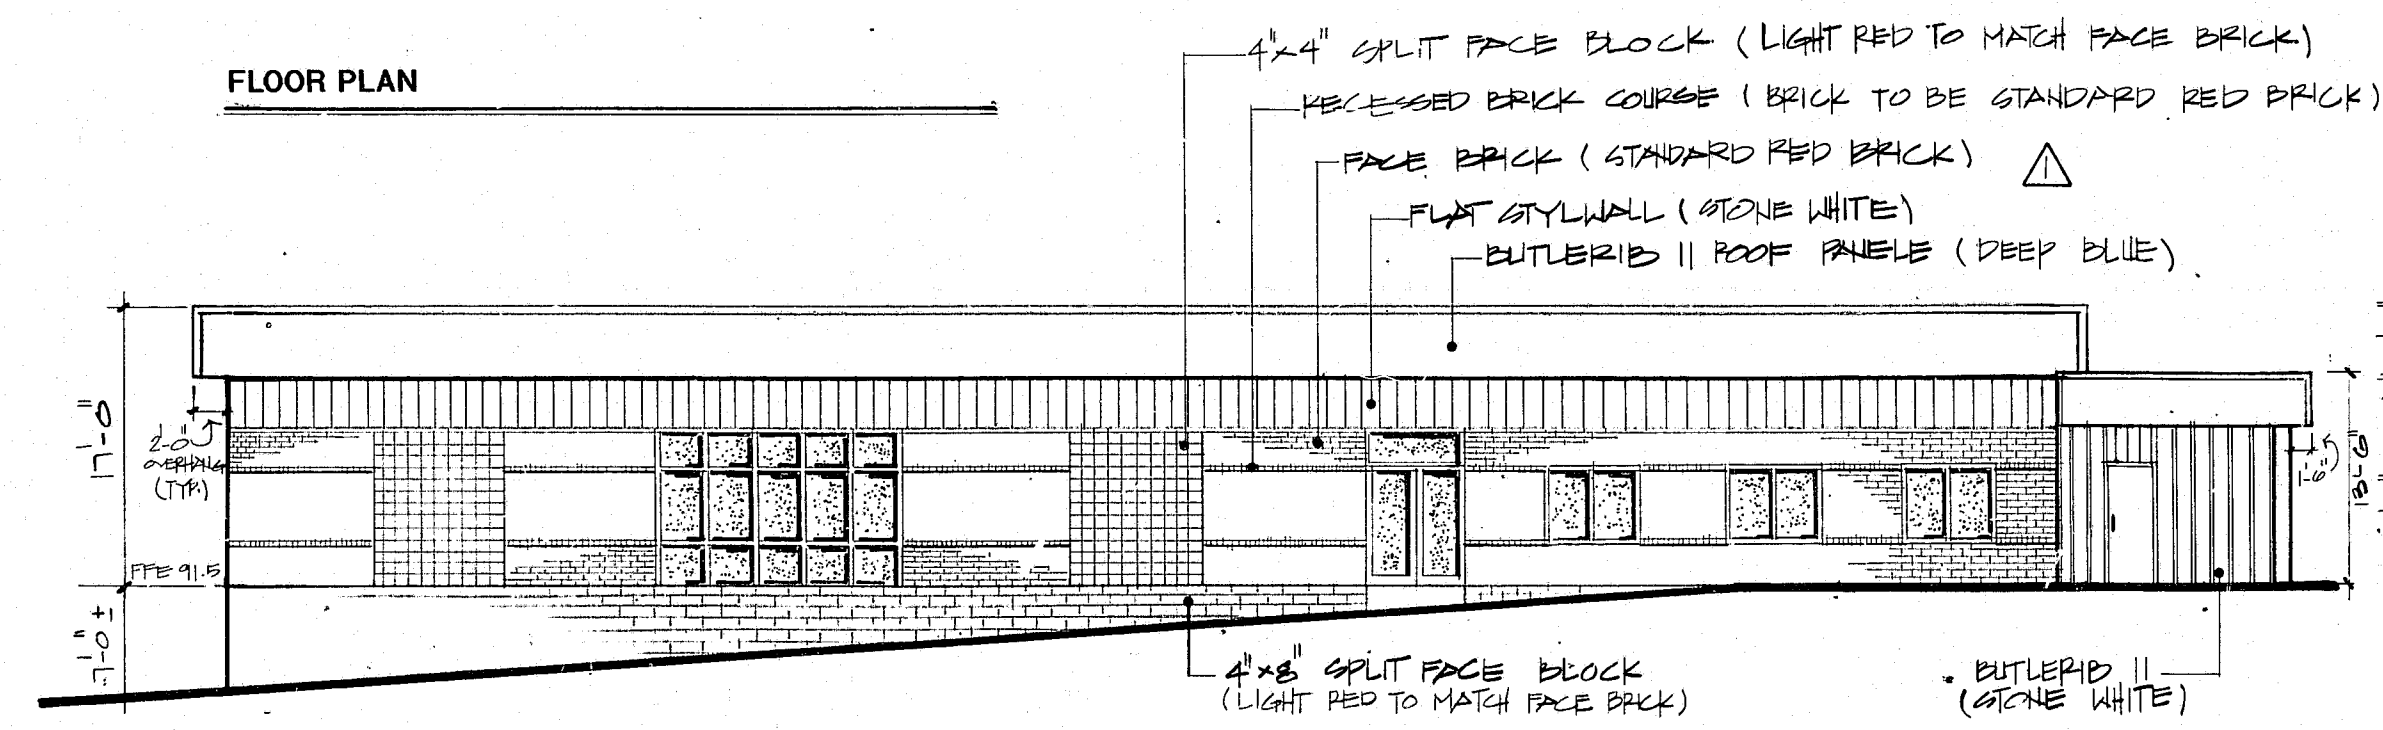 4"x4" SPLIT FACE BLOCK (LIGHT RED TO MATCH FACE BRICK)
FLOOR PLAN
RECESSED BRICK COURSE (BRICK TO BE STANDARD RED BRICK)
FACE BRICK (STANDARD RED BRICK)
1
FLAT STYLWALL (STONE WHITE)
BUTLERIB II ROOF PANELS (DEEP BLUE)
17'-0"
2'-0"
OVERHANG
(TYP.)
1'-6"
13'-6"
FFE 91.5
7'-0" ±
4"x8" SPLIT FACE BLOCK
(LIGHT RED TO MATCH FACE BRICK)
BUTLERIB II
(STONE WHITE)